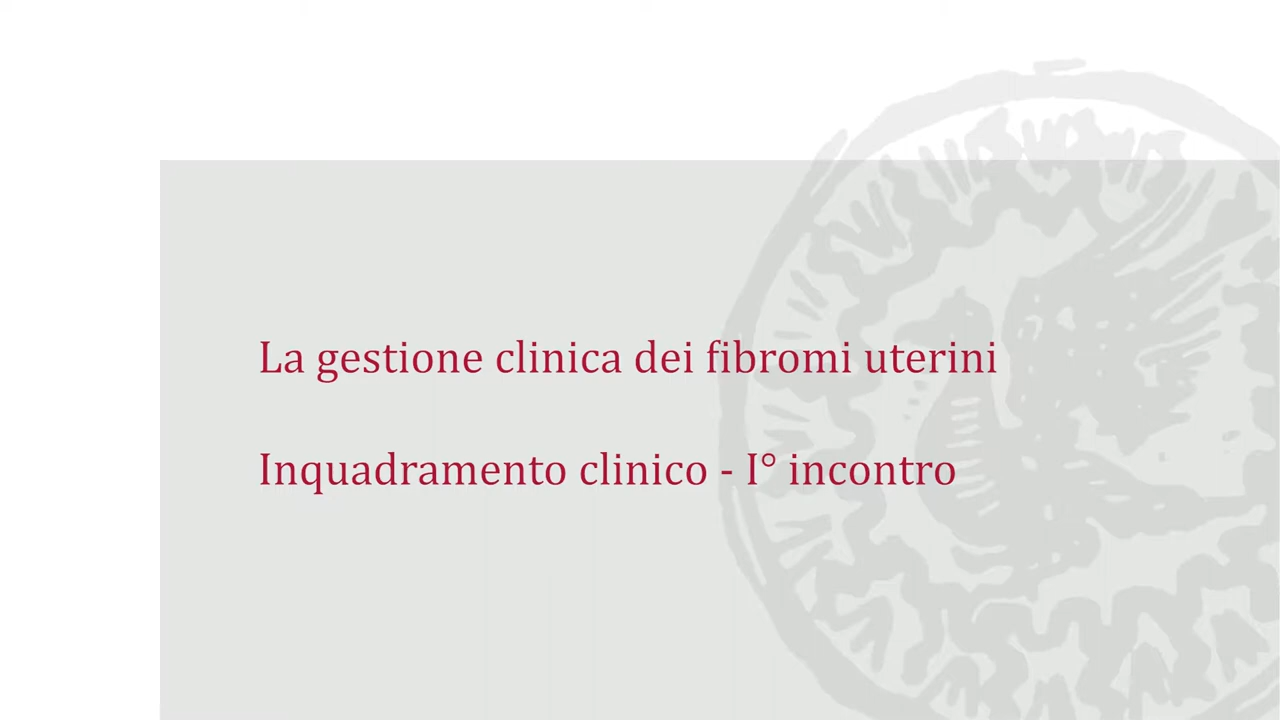 La gestione clinica dei fibromi uterini
Inquadramento clinico - I° incontro